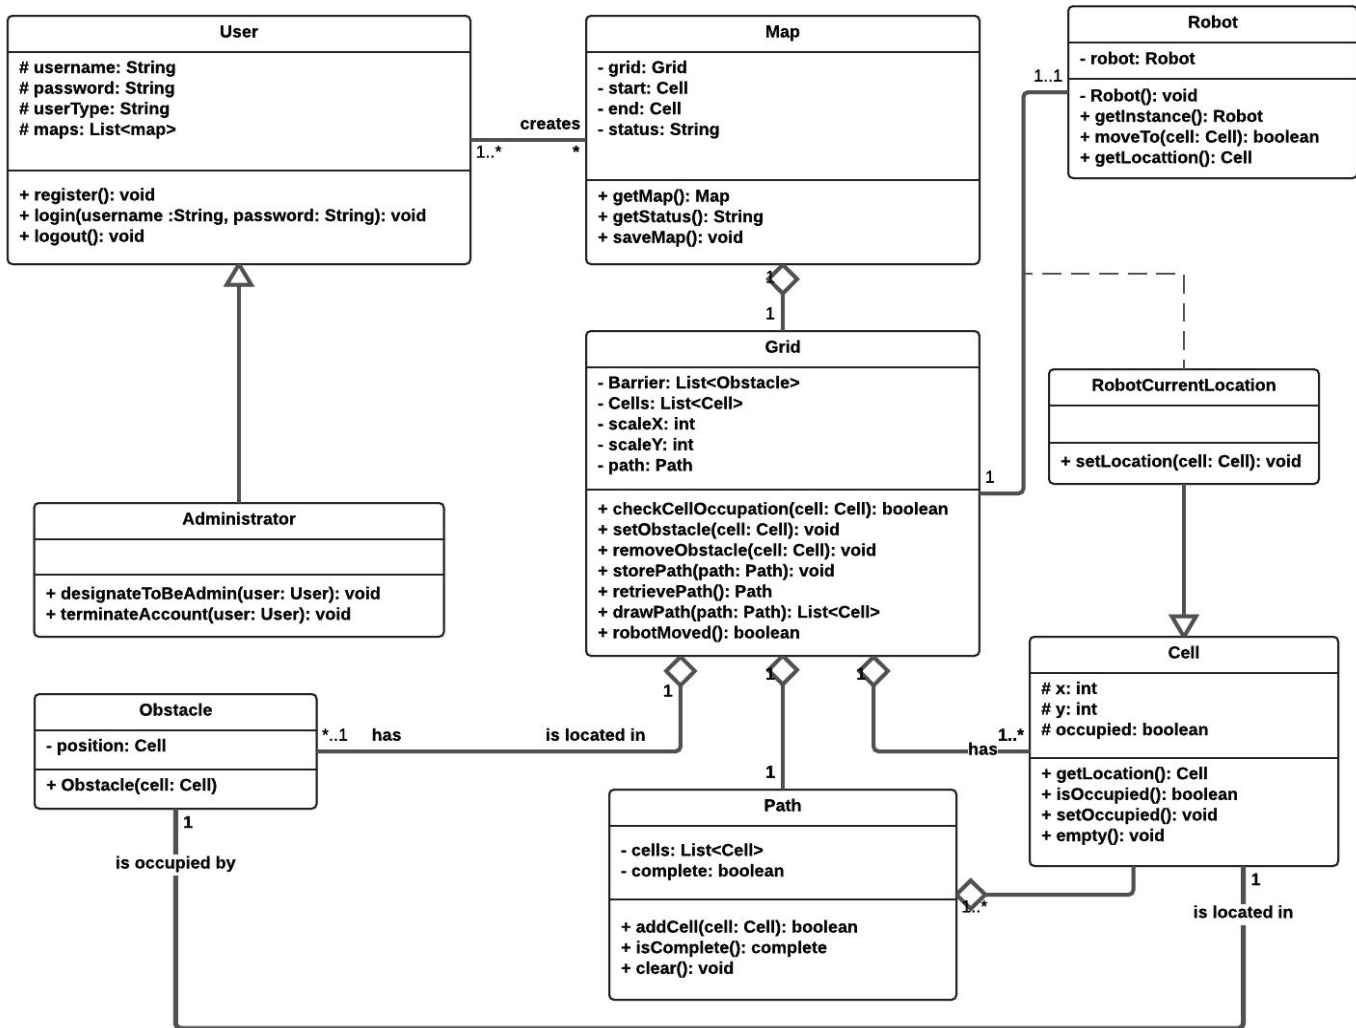 User
# username: String
# password: String
# userType: String
# maps: List<map>
+ register(): void
+ login(username :String, password: String): void
+ logout(): void
creates
1..*
*
Map
- grid: Grid
- start: Cell
- end: Cell
- status: String
+ getMap(): Map
+ getStatus(): String
+ saveMap(): void
Robot
- robot: Robot
- Robot(): void
+ getInstance(): Robot
+ moveTo(cell: Cell): boolean
+ getLocattion(): Cell
1..1
1
1
Grid
- Barrier: List<Obstacle>
- Cells: List<Cell>
- scaleX: int
- scaleY: int
- path: Path
+ checkCellOccupation(cell: Cell): boolean
+ setObstacle(cell: Cell): void
+ removeObstacle(cell: Cell): void
+ storePath(path: Path): void
+ retrievePath(): Path
+ drawPath(path: Path): List<Cell>
+ robotMoved(): boolean
1
RobotCurrentLocation
+ setLocation(cell: Cell): void
Administrator
+ designateToBeAdmin(user: User): void
+ terminateAccount(user: User): void
1
1
1
Cell
# x: int
# y: int
# occupied: boolean
+ getLocation(): Cell
+ isOccupied(): boolean
+ setOccupied(): void
+ empty(): void
Obstacle
- position: Cell
+ Obstacle(cell: Cell)
*..1
has
is located in
1..*
has
1
Path
- cells: List<Cell>
- complete: boolean
+ addCell(cell: Cell): boolean
+ isComplete(): complete
+ clear(): void
1..*
1
is occupied by
1
is located in